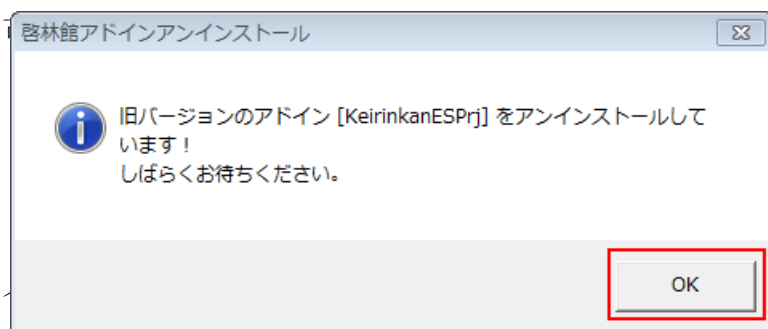 啓林館アドインアンインストール
旧バージョンのアドイン [KeirinkanESPrj] をアンインストールして
います！
しばらくお待ちください。
OK